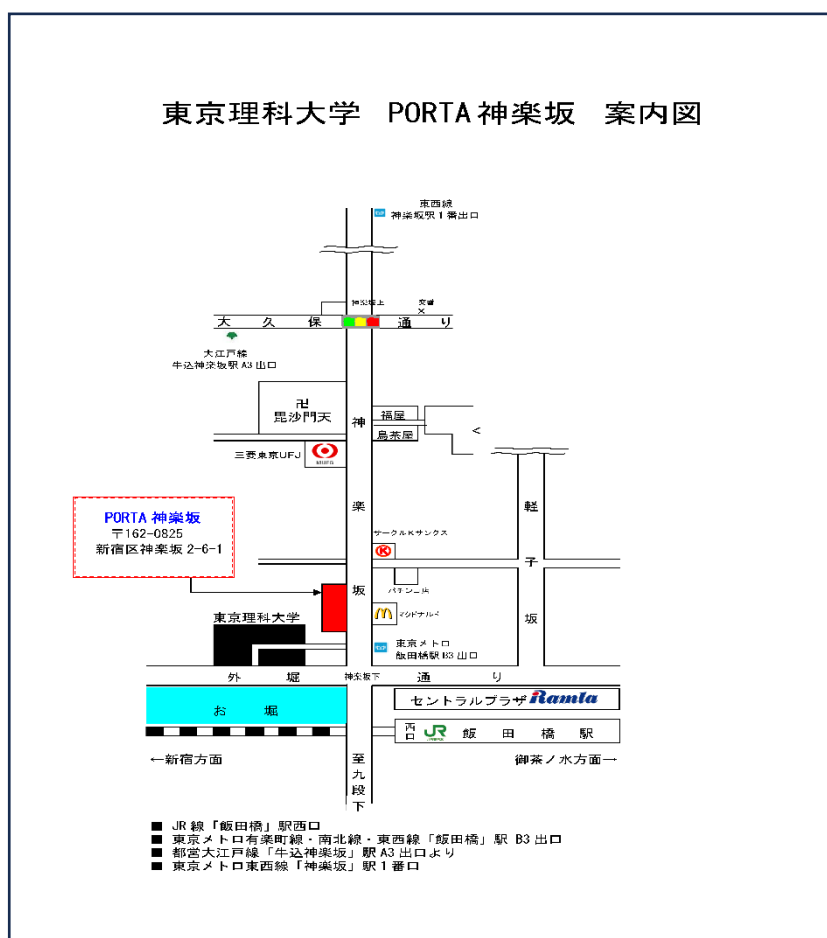 東京理科大学 PORTA神楽坂 案内図
東西線
神楽坂駅1番出口
神楽坂上
交番
×
大久保通り
大江戸線
牛込神楽坂駅A3出口
卍
毘沙門天
神楽坂
福屋
鳥茶屋
三菱東京UFJ
MUFG
軽子坂
PORTA 神楽坂
〒162-0825
新宿区神楽坂 2-6-1
サークルKサンクス
K
パチンコ店
マクドナルド
東京理科大学
東京メトロ
飯田橋駅B3出口
外堀 神楽坂下 通り
お堀
セントラルプラザ Ramla
西口 JR 飯田橋駅
←新宿方面
至九段下
御茶ノ水方面→
■ JR線「飯田橋」駅西口
■ 東京メトロ有楽町線・南北線・東西線「飯田橋」駅 B3出口
■ 都営大江戸線「牛込神楽坂」駅A3出口より
■ 東京メトロ東西線「神楽坂」駅1番口